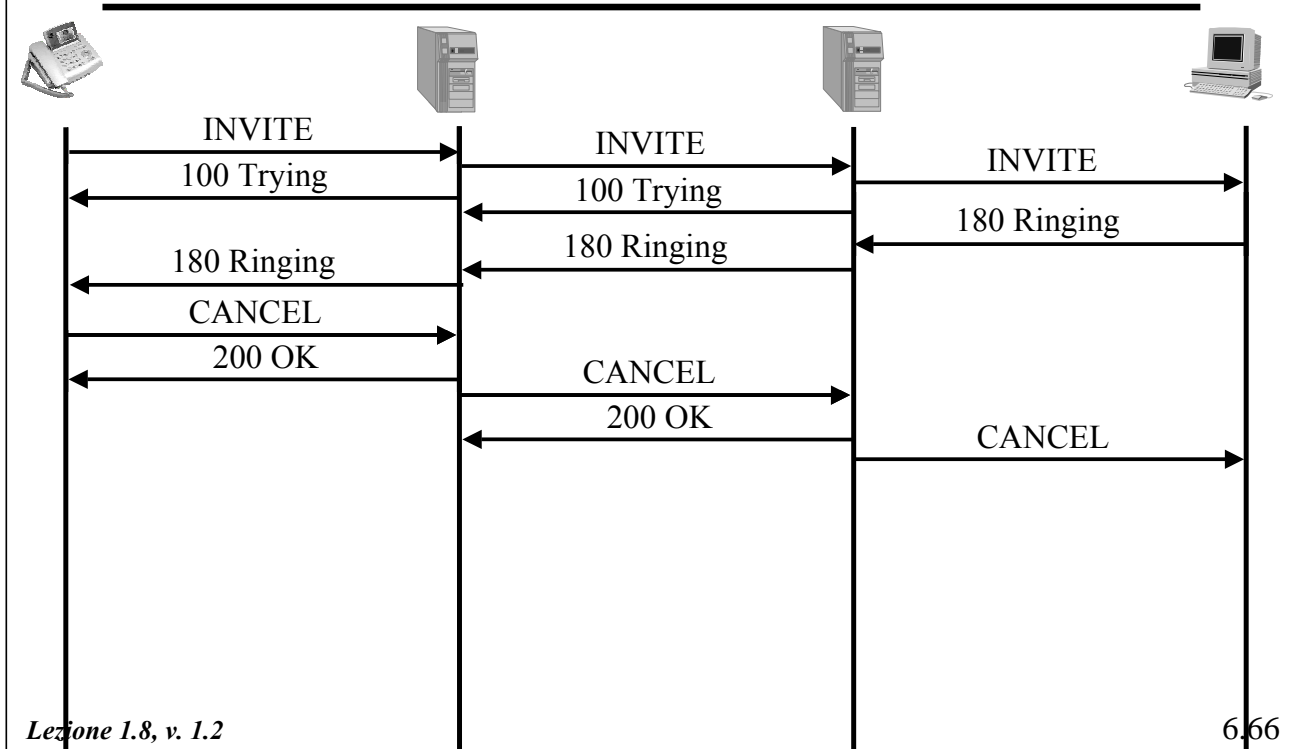 INVITE
INVITE
INVITE
100 Trying
100 Trying
180 Ringing
180 Ringing
180 Ringing
CANCEL
200 OK
CANCEL
200 OK
CANCEL
Lezione 1.8, v. 1.2
6.66